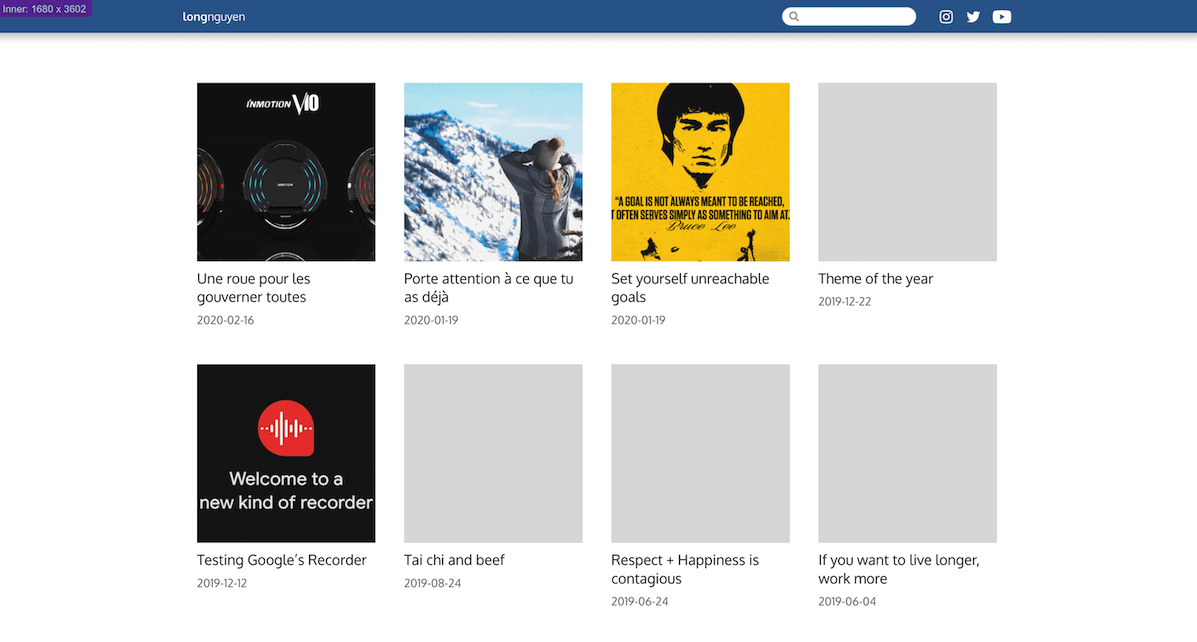 Inner: 1680 x 3602
longnguyen
INMOTION V10
INMOTION
"A GOAL IS NOT ALWAYS MEANT TO BE REACHED,
T OFTEN SERVES SIMPLY AS SOMETHING TO AIM AT.
Bruce Lee
Une roue pour les
gouverner toutes
2020-02-16
Porte attention à ce que tu
as déjà
2020-01-19
Set yourself unreachable
goals
2020-01-19
Theme of the year
2019-12-22
Welcome to a
new kind of recorder
Testing Google’s Recorder
2019-12-12
Tai chi and beef
2019-08-24
Respect + Happiness is
contagious
2019-06-24
If you want to live longer,
work more
2019-06-04